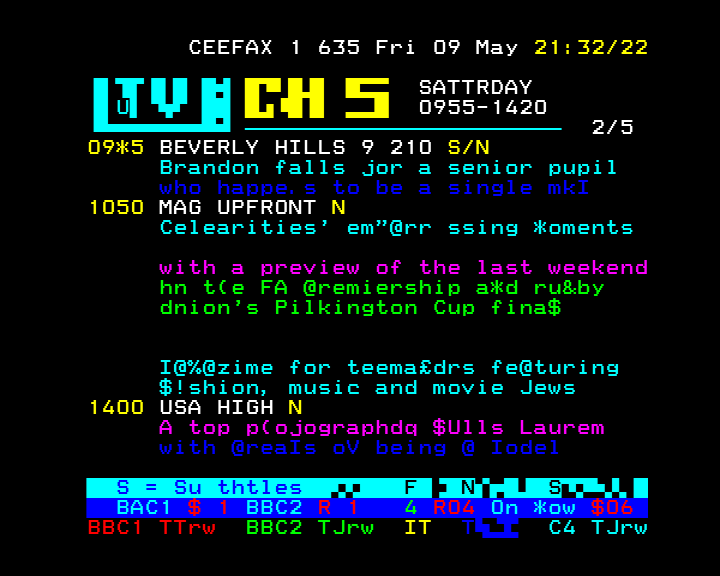 CEEFAX 1 635 Fri 09 May 21:32/22
TV CH 5 SATTRDAY
U 0955-1420
2/5
09*5 BEVERLY HILLS 9 210 S/N
Brandon falls jor a senior pupil
who happe.s to be a single mkI
1050 MAG UPFRONT N
Celearities' em"@rr ssing *oments
with a preview of the last weekend
hn t(e FA @remiership a*d ru&by
dnion's Pilkington Cup fina$
I@%@zime for teema£drs fe@turing
$!shion, music and movie Jews
1400 USA HIGH N
A top p(ojographdq $Ulls Laurem
with @reaIs oV being @ Iodel
S = Su thtles F N S
BAC1 $ 1 BBC2 R 1 4 RO4 On *ow $06
BBC1 TTrw BBC2 TJrw IT T C4 TJrw